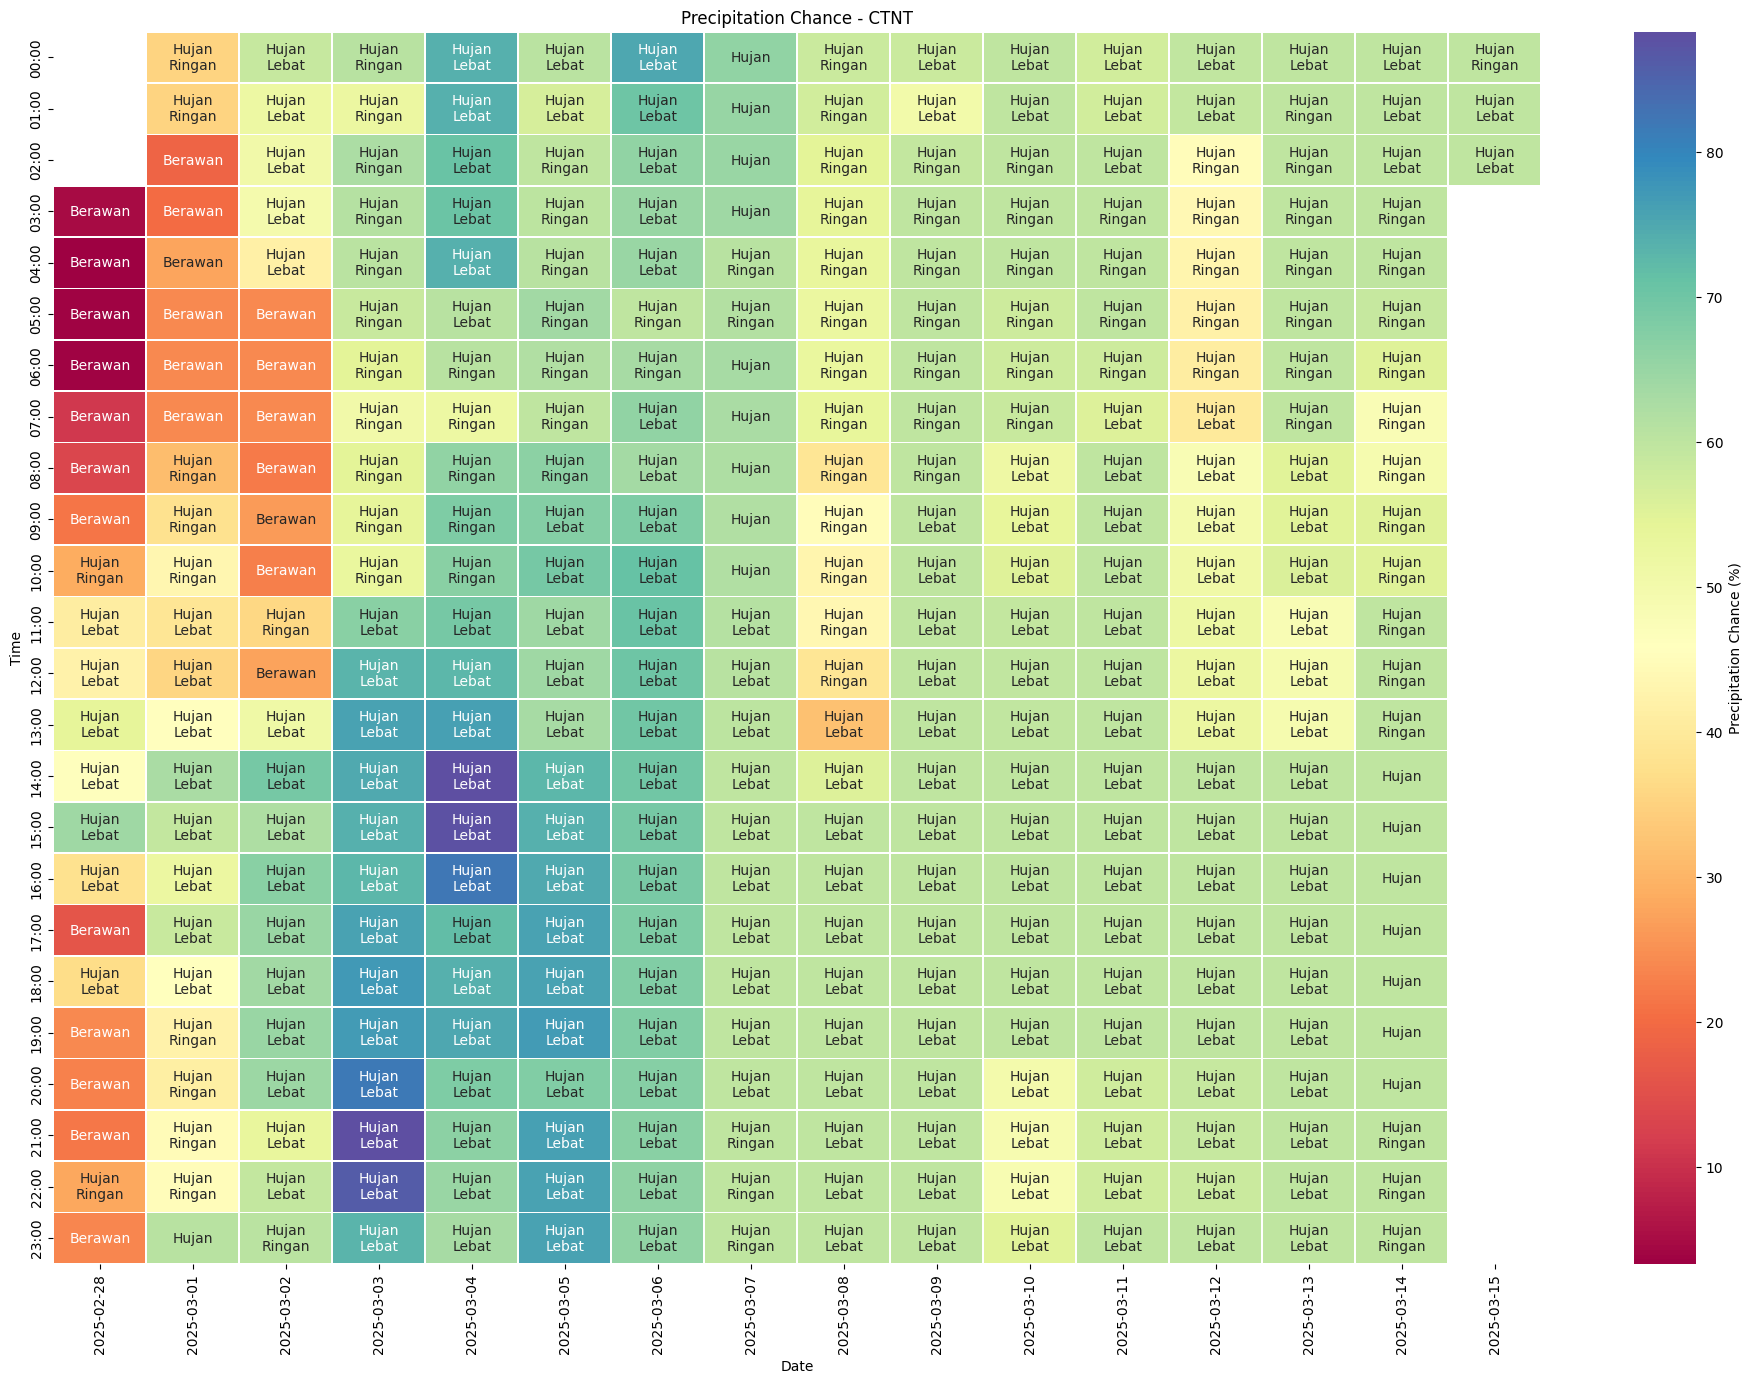 Precipitation Chance - CTNT
00:00 Hujan Ringan Hujan Lebat Hujan Ringan Hujan Lebat Hujan Lebat Hujan Lebat Hujan Hujan Ringan Hujan Lebat Hujan Lebat Hujan Lebat Hujan Lebat Hujan Lebat Hujan Lebat Hujan Ringan
01:00 Hujan Ringan Hujan Lebat Hujan Ringan Hujan Lebat Hujan Lebat Hujan Lebat Hujan Hujan Ringan Hujan Lebat Hujan Lebat Hujan Lebat Hujan Lebat Hujan Ringan Hujan Lebat Hujan Lebat
02:00 Berawan Hujan Lebat Hujan Ringan Hujan Lebat Hujan Ringan Hujan Lebat Hujan Hujan Ringan Hujan Ringan Hujan Ringan Hujan Lebat Hujan Ringan Hujan Ringan Hujan Lebat Hujan Lebat
03:00 Berawan Berawan Hujan Lebat Hujan Ringan Hujan Lebat Hujan Ringan Hujan Lebat Hujan Hujan Ringan Hujan Ringan Hujan Ringan Hujan Ringan Hujan Ringan Hujan Ringan Hujan Ringan
04:00 Berawan Berawan Hujan Lebat Hujan Ringan Hujan Lebat Hujan Ringan Hujan Lebat Hujan Ringan Hujan Ringan Hujan Ringan Hujan Ringan Hujan Ringan Hujan Ringan Hujan Ringan Hujan Ringan
05:00 Berawan Berawan Berawan Hujan Ringan Hujan Lebat Hujan Ringan Hujan Ringan Hujan Ringan Hujan Ringan Hujan Ringan Hujan Ringan Hujan Ringan Hujan Ringan Hujan Ringan Hujan Ringan
06:00 Berawan Berawan Berawan Hujan Ringan Hujan Ringan Hujan Ringan Hujan Ringan Hujan Hujan Ringan Hujan Ringan Hujan Ringan Hujan Ringan Hujan Ringan Hujan Ringan Hujan Ringan
07:00 Berawan Berawan Berawan Hujan Ringan Hujan Ringan Hujan Ringan Hujan Lebat Hujan Hujan Ringan Hujan Ringan Hujan Ringan Hujan Lebat Hujan Lebat Hujan Ringan Hujan Ringan
08:00 Berawan Hujan Ringan Berawan Hujan Ringan Hujan Ringan Hujan Ringan Hujan Lebat Hujan Hujan Ringan Hujan Ringan Hujan Lebat Hujan Lebat Hujan Lebat Hujan Lebat Hujan Ringan
09:00 Berawan Hujan Ringan Berawan Hujan Ringan Hujan Ringan Hujan Lebat Hujan Lebat Hujan Hujan Ringan Hujan Lebat Hujan Lebat Hujan Lebat Hujan Lebat Hujan Lebat Hujan Ringan
10:00 Hujan Ringan Hujan Ringan Berawan Hujan Ringan Hujan Ringan Hujan Lebat Hujan Lebat Hujan Hujan Ringan Hujan Lebat Hujan Lebat Hujan Lebat Hujan Lebat Hujan Lebat Hujan Ringan
11:00 Hujan Lebat Hujan Lebat Hujan Ringan Hujan Lebat Hujan Lebat Hujan Lebat Hujan Lebat Hujan Lebat Hujan Ringan Hujan Lebat Hujan Lebat Hujan Lebat Hujan Lebat Hujan Lebat Hujan Ringan
12:00 Hujan Lebat Hujan Lebat Berawan Hujan Lebat Hujan Lebat Hujan Lebat Hujan Lebat Hujan Lebat Hujan Ringan Hujan Lebat Hujan Lebat Hujan Lebat Hujan Lebat Hujan Lebat Hujan Ringan
13:00 Hujan Lebat Hujan Lebat Hujan Lebat Hujan Lebat Hujan Lebat Hujan Lebat Hujan Lebat Hujan Lebat Hujan Lebat Hujan Lebat Hujan Lebat Hujan Lebat Hujan Lebat Hujan Lebat Hujan Ringan
14:00 Hujan Lebat Hujan Lebat Hujan Lebat Hujan Lebat Hujan Lebat Hujan Lebat Hujan Lebat Hujan Lebat Hujan Lebat Hujan Lebat Hujan Lebat Hujan Lebat Hujan Lebat Hujan Lebat Hujan
15:00 Hujan Lebat Hujan Lebat Hujan Lebat Hujan Lebat Hujan Lebat Hujan Lebat Hujan Lebat Hujan Lebat Hujan Lebat Hujan Lebat Hujan Lebat Hujan Lebat Hujan Lebat Hujan Lebat Hujan
16:00 Hujan Lebat Hujan Lebat Hujan Lebat Hujan Lebat Hujan Lebat Hujan Lebat Hujan Lebat Hujan Lebat Hujan Lebat Hujan Lebat Hujan Lebat Hujan Lebat Hujan Lebat Hujan Lebat Hujan
17:00 Berawan Hujan Lebat Hujan Lebat Hujan Lebat Hujan Lebat Hujan Lebat Hujan Lebat Hujan Lebat Hujan Lebat Hujan Lebat Hujan Lebat Hujan Lebat Hujan Lebat Hujan Lebat Hujan
18:00 Hujan Lebat Hujan Lebat Hujan Lebat Hujan Lebat Hujan Lebat Hujan Lebat Hujan Lebat Hujan Lebat Hujan Lebat Hujan Lebat Hujan Lebat Hujan Lebat Hujan Lebat Hujan Lebat Hujan
19:00 Berawan Hujan Ringan Hujan Lebat Hujan Lebat Hujan Lebat Hujan Lebat Hujan Lebat Hujan Lebat Hujan Lebat Hujan Lebat Hujan Lebat Hujan Lebat Hujan Lebat Hujan Lebat Hujan
20:00 Berawan Hujan Ringan Hujan Lebat Hujan Lebat Hujan Lebat Hujan Lebat Hujan Lebat Hujan Lebat Hujan Lebat Hujan Lebat Hujan Lebat Hujan Lebat Hujan Lebat Hujan Lebat Hujan
21:00 Berawan Hujan Ringan Hujan Lebat Hujan Lebat Hujan Lebat Hujan Lebat Hujan Lebat Hujan Ringan Hujan Lebat Hujan Lebat Hujan Lebat Hujan Lebat Hujan Lebat Hujan Lebat Hujan Ringan
22:00 Hujan Ringan Hujan Ringan Hujan Lebat Hujan Lebat Hujan Lebat Hujan Lebat Hujan Lebat Hujan Ringan Hujan Lebat Hujan Lebat Hujan Lebat Hujan Lebat Hujan Lebat Hujan Lebat Hujan Ringan
23:00 Berawan Hujan Hujan Ringan Hujan Lebat Hujan Lebat Hujan Lebat Hujan Lebat Hujan Ringan Hujan Lebat Hujan Lebat Hujan Lebat Hujan Lebat Hujan Lebat Hujan Lebat Hujan Ringan
Time
2025-02-28 2025-03-01 2025-03-02 2025-03-03 2025-03-04 2025-03-05 2025-03-06 2025-03-07 2025-03-08 2025-03-09 2025-03-10 2025-03-11 2025-03-12 2025-03-13 2025-03-14 2025-03-15
Date
80
70
60
50
40
30
20
10
Precipitation Chance (%)